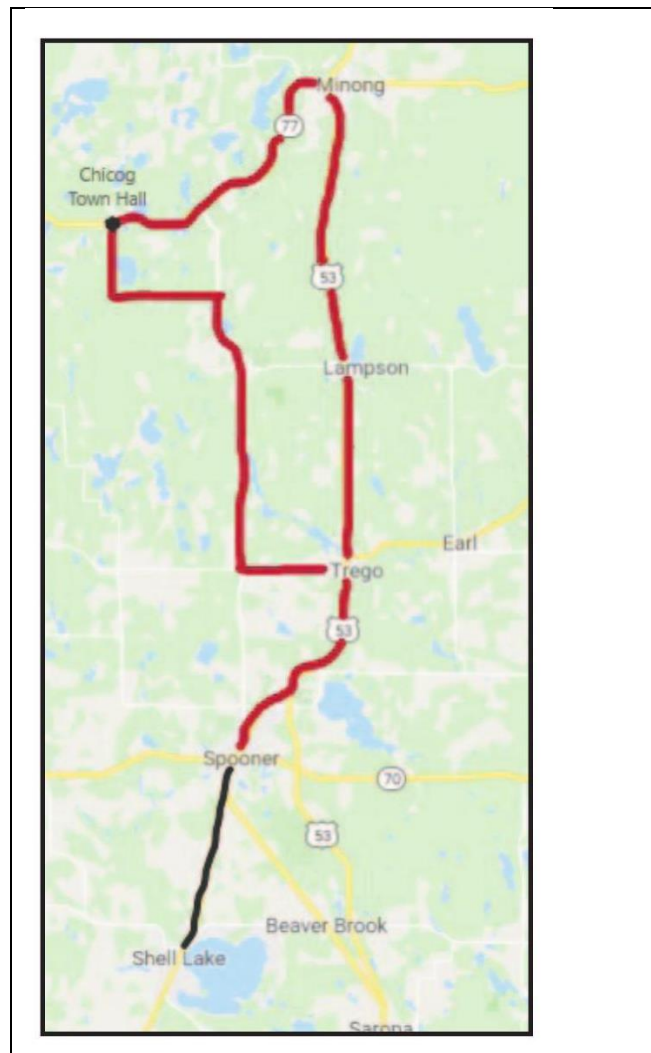 Minong
77
Chicog
Town Hall
53
Lampson
Earl
Trego
53
Spooner
70
53
Beaver Brook
Shell Lake
Sarona